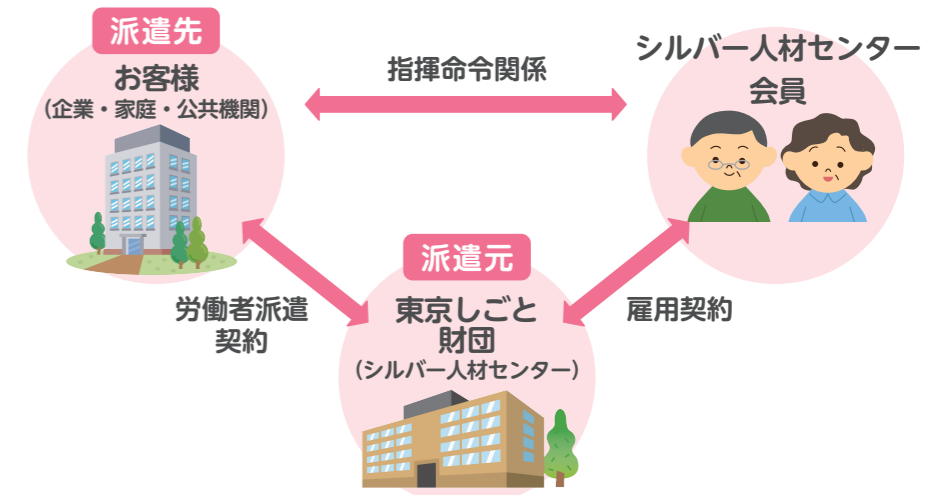 派遣先
お客様
（企業・家庭・公共機関）
指揮命令関係
シルバー人材センター
会員
労働者派遣
契約
派遣元
東京しごと
財団
（シルバー人材センター）
雇用契約